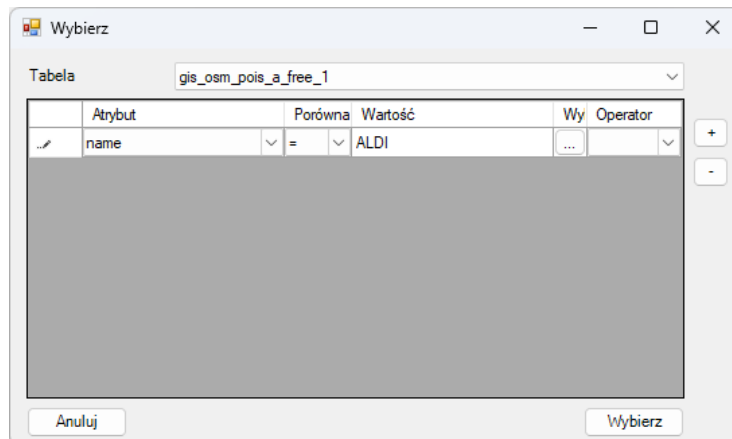 Wybierz
Tabela gis_osm_pois_a_free_1
Atrybut Porówna Wartość Wy Operator
name = ALDI ...
+
-
Anuluj Wybierz